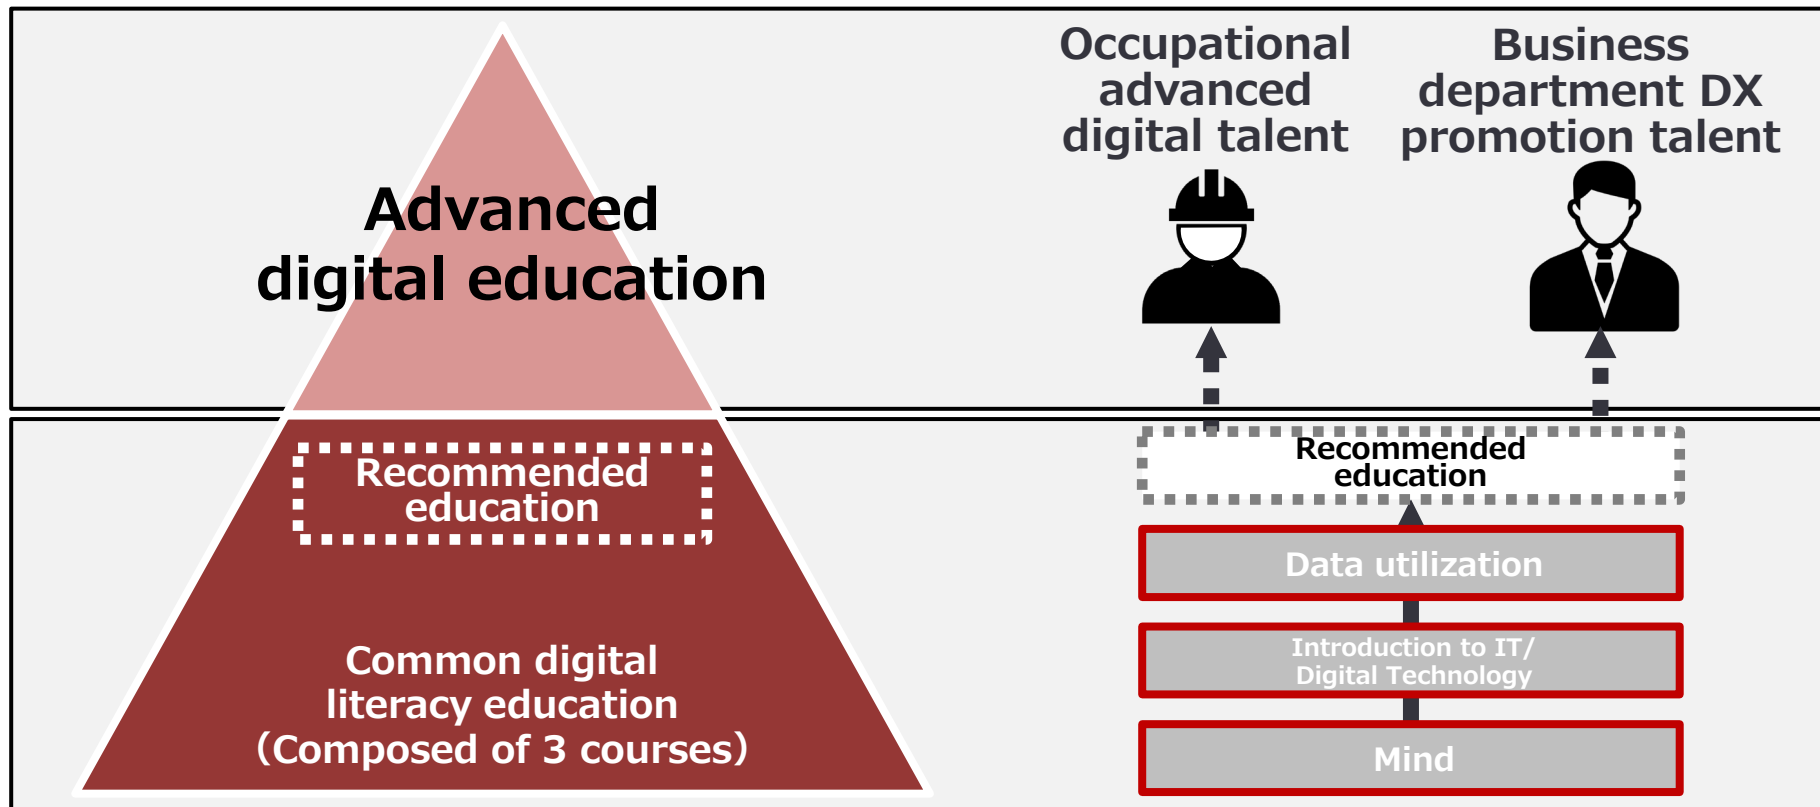 Advanced
digital education
Occupational
advanced
digital talent
Business
department DX
promotion talent
Recommended
education
Common digital
literacy education
(Composed of 3 courses)
Recommended
education
Data utilization
Introduction to IT/
Digital Technology
Mind